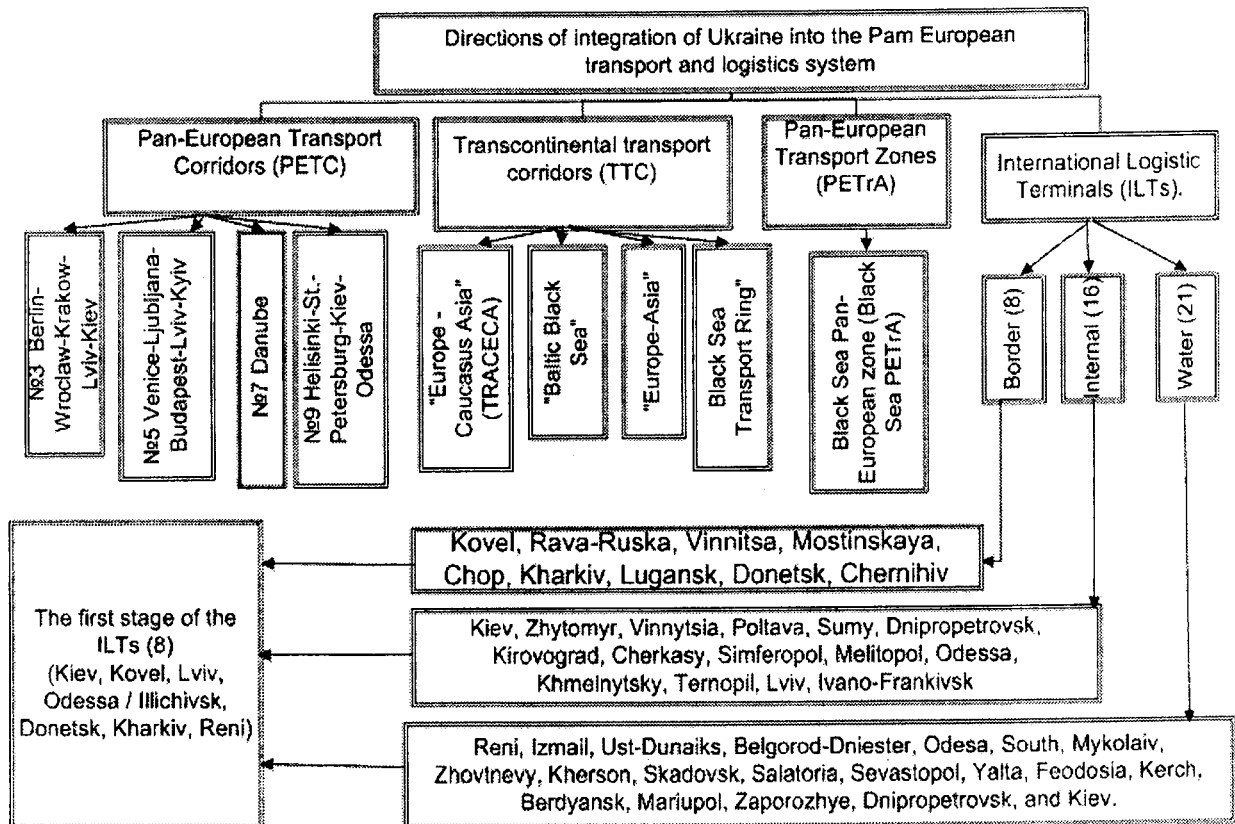 Directions of integration of Ukraine into the Pam European
transport and logistics system
Pan-European Transport
Corridors (PETC)
Transcontinental transport
corridors (TTC)
Pan-European
Transport Zones
(PETrA)
International Logistic
Terminals (ILTs).
№3 Berlin-
Wroclaw-Krakow-
Lviv-Kiev
№5 Venice-Ljubljana-
Budapest-Lviv-Kyiv
№7 Danube
№9 Helisinki-St.-
Petersburg-Kiev-
Odessa
"Europe -
Caucasus Asia"
(TRACECA)
"Baltic Black
Sea"
"Europe-Asia"
Black Sea
Transport Ring"
Black Sea Pan-
European zone (Black
Sea PETrA)
Border (8)
Internal (16)
Water (21)
Kovel, Rava-Ruska, Vinnitsa, Mostinskaya,
Chop, Kharkiv, Lugansk, Donetsk, Chernihiv
The first stage of the
ILTs (8)
(Kiev, Kovel, Lviv,
Odessa / Illichivsk,
Donetsk, Kharkiv, Reni)
Kiev, Zhytomyr, Vinnytsia, Poltava, Sumy, Dnipropetrovsk,
Kirovograd, Cherkasy, Simferopol, Melitopol, Odessa,
Khmelnytsky, Ternopil, Lviv, Ivano-Frankivsk
Reni, Izmail, Ust-Dunaiks, Belgorod-Dniester, Odesa, South, Mykolaiv,
Zhovtnevy, Kherson, Skadovsk, Salatoria, Sevastopol, Yalta, Feodosia, Kerch,
Berdyansk, Mariupol, Zaporozhye, Dnipropetrovsk, and Kiev.